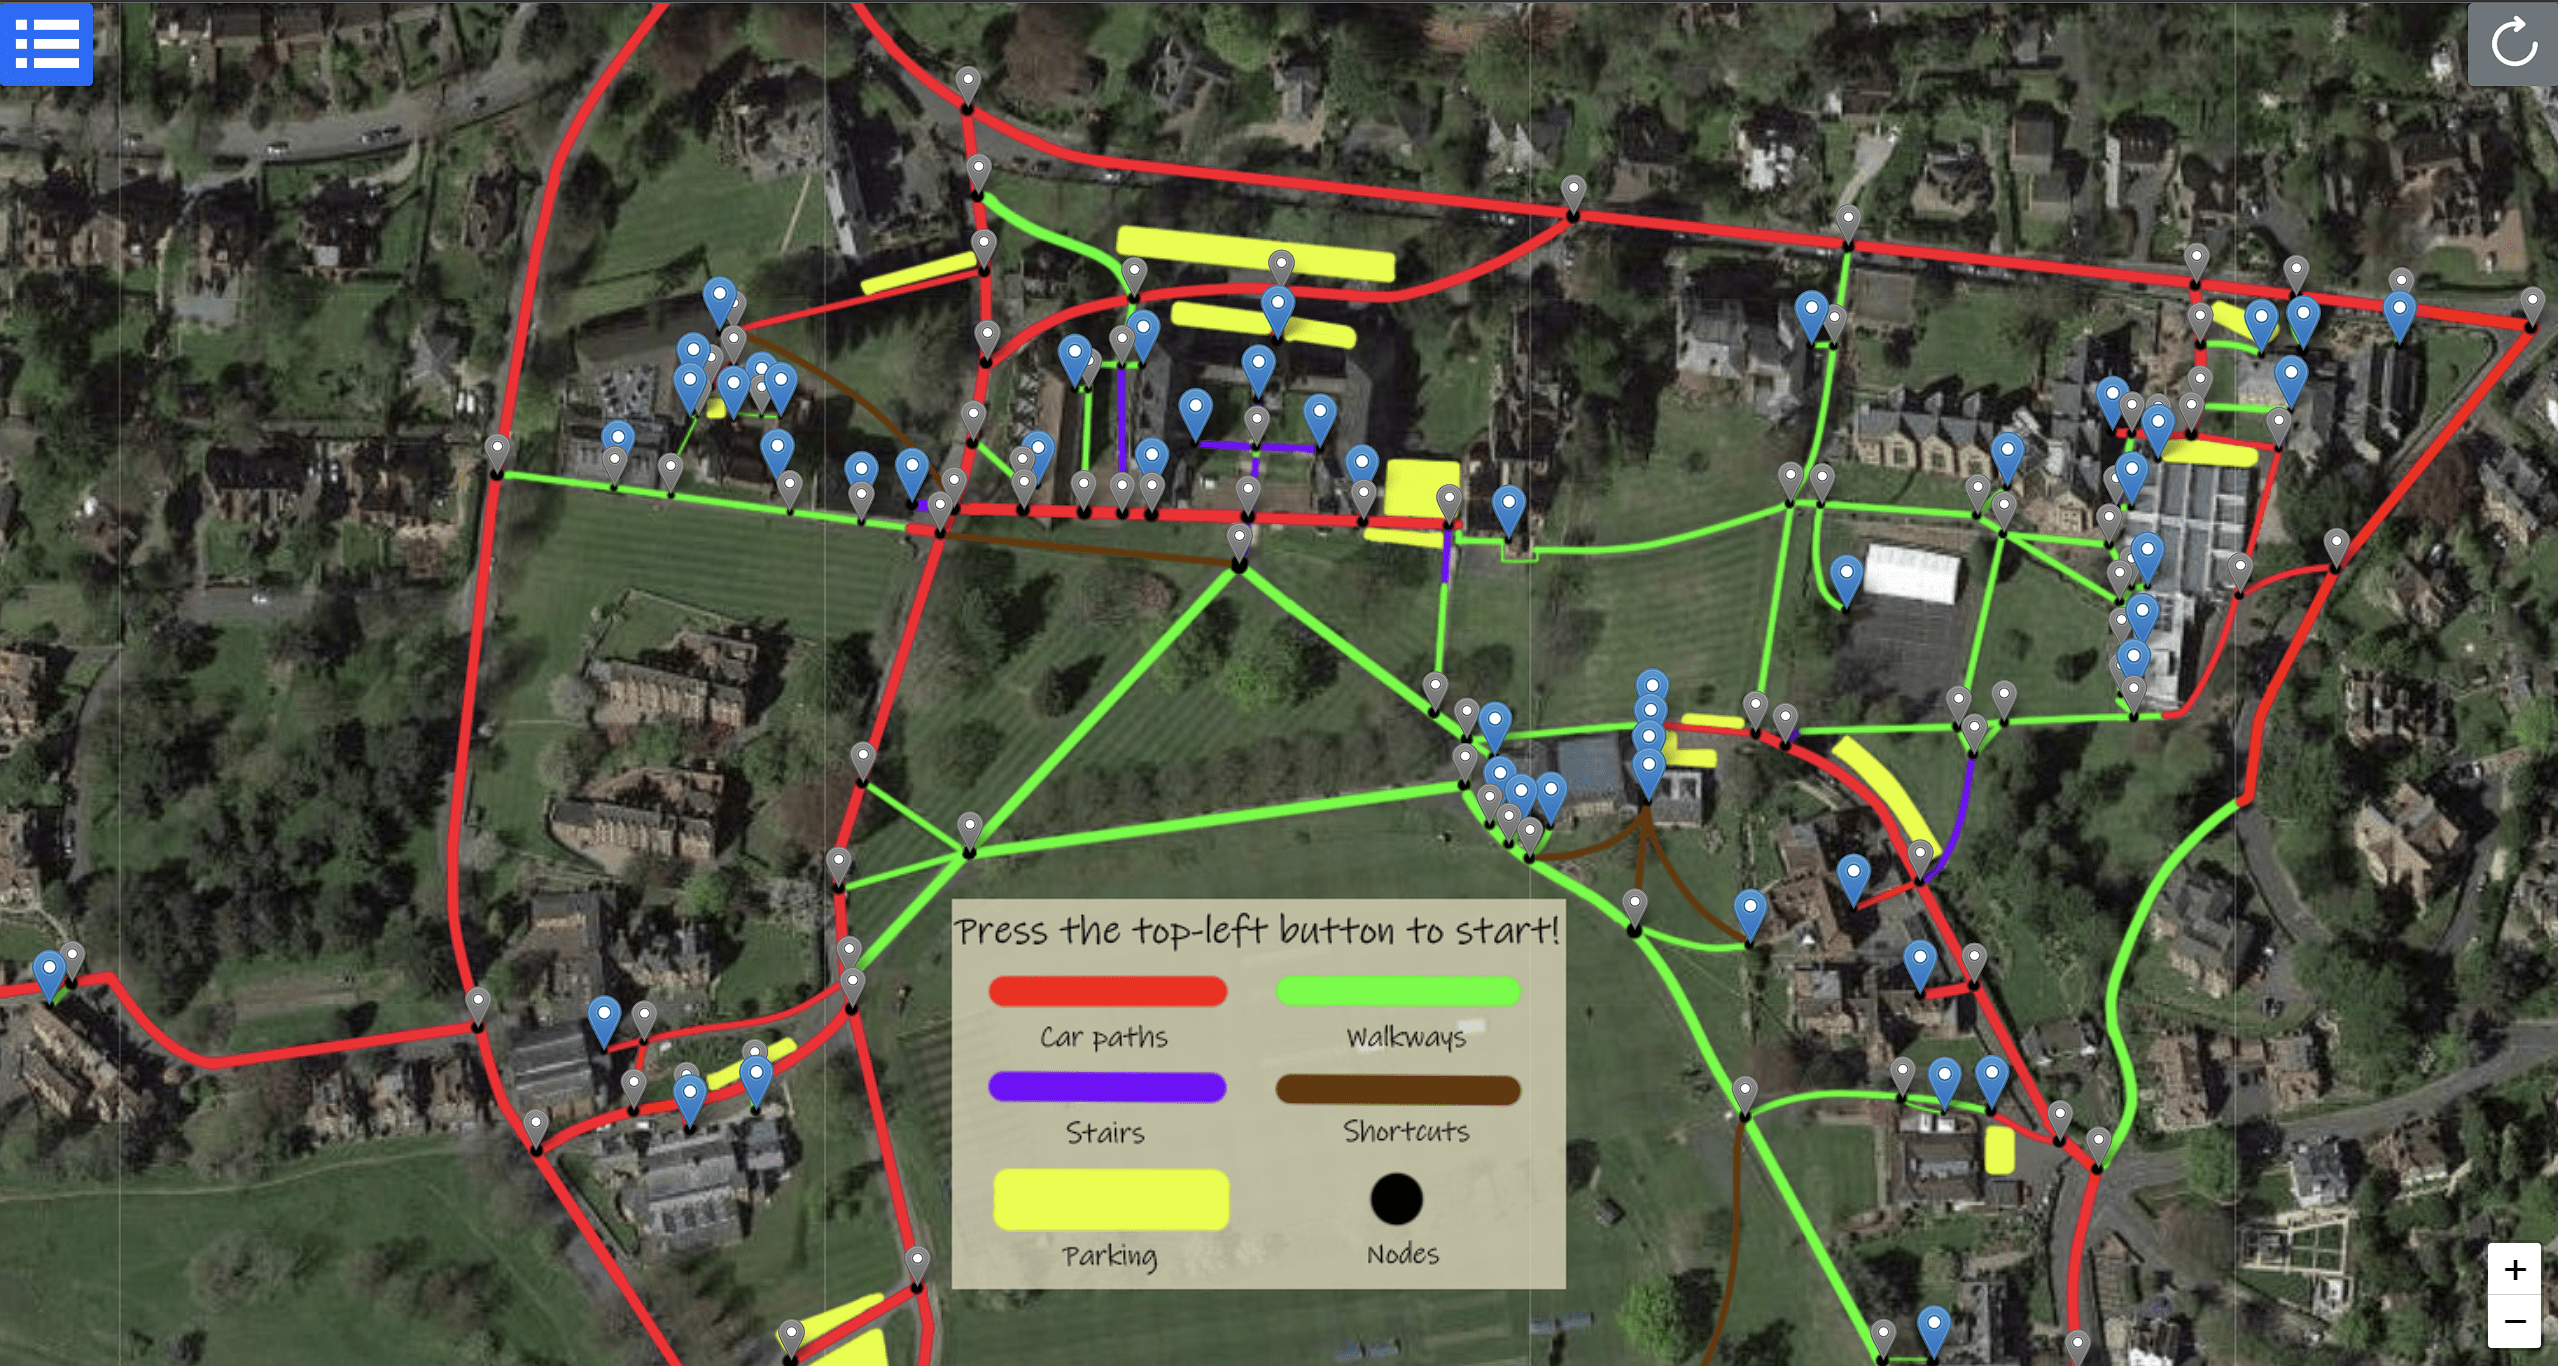 Press the top-left button to start!
Car paths
Walkways
Stairs
Shortcuts
Parking
Nodes
+
−